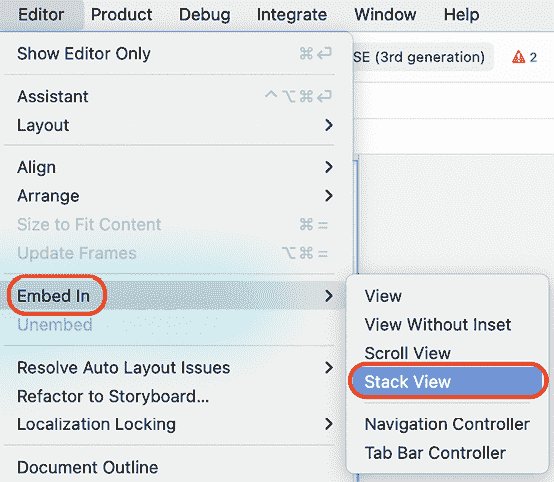 Editor Product Debug Integrate Window Help
Show Editor Only ⌘↩
SE (3rd generation) 2
Assistant ^⌥⌘↩
Layout >
Align >
Arrange >
Size to Fit Content ⌘=
Update Frames ⌥⌘=
Embed In >
Unembed
Resolve Auto Layout Issues >
Refactor to Storyboard...
Localization Locking >
Document Outline
View
View Without Inset
Scroll View
Stack View
Navigation Controller
Tab Bar Controller